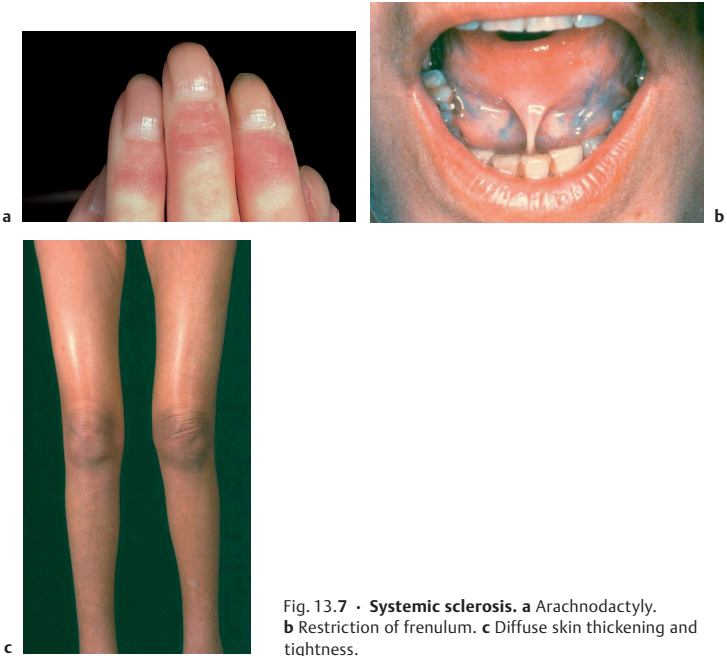 a
b
c
Fig. 13.7 · Systemic sclerosis. a Arachnodactyly.
b Restriction of frenulum. c Diffuse skin thickening and
tightness.